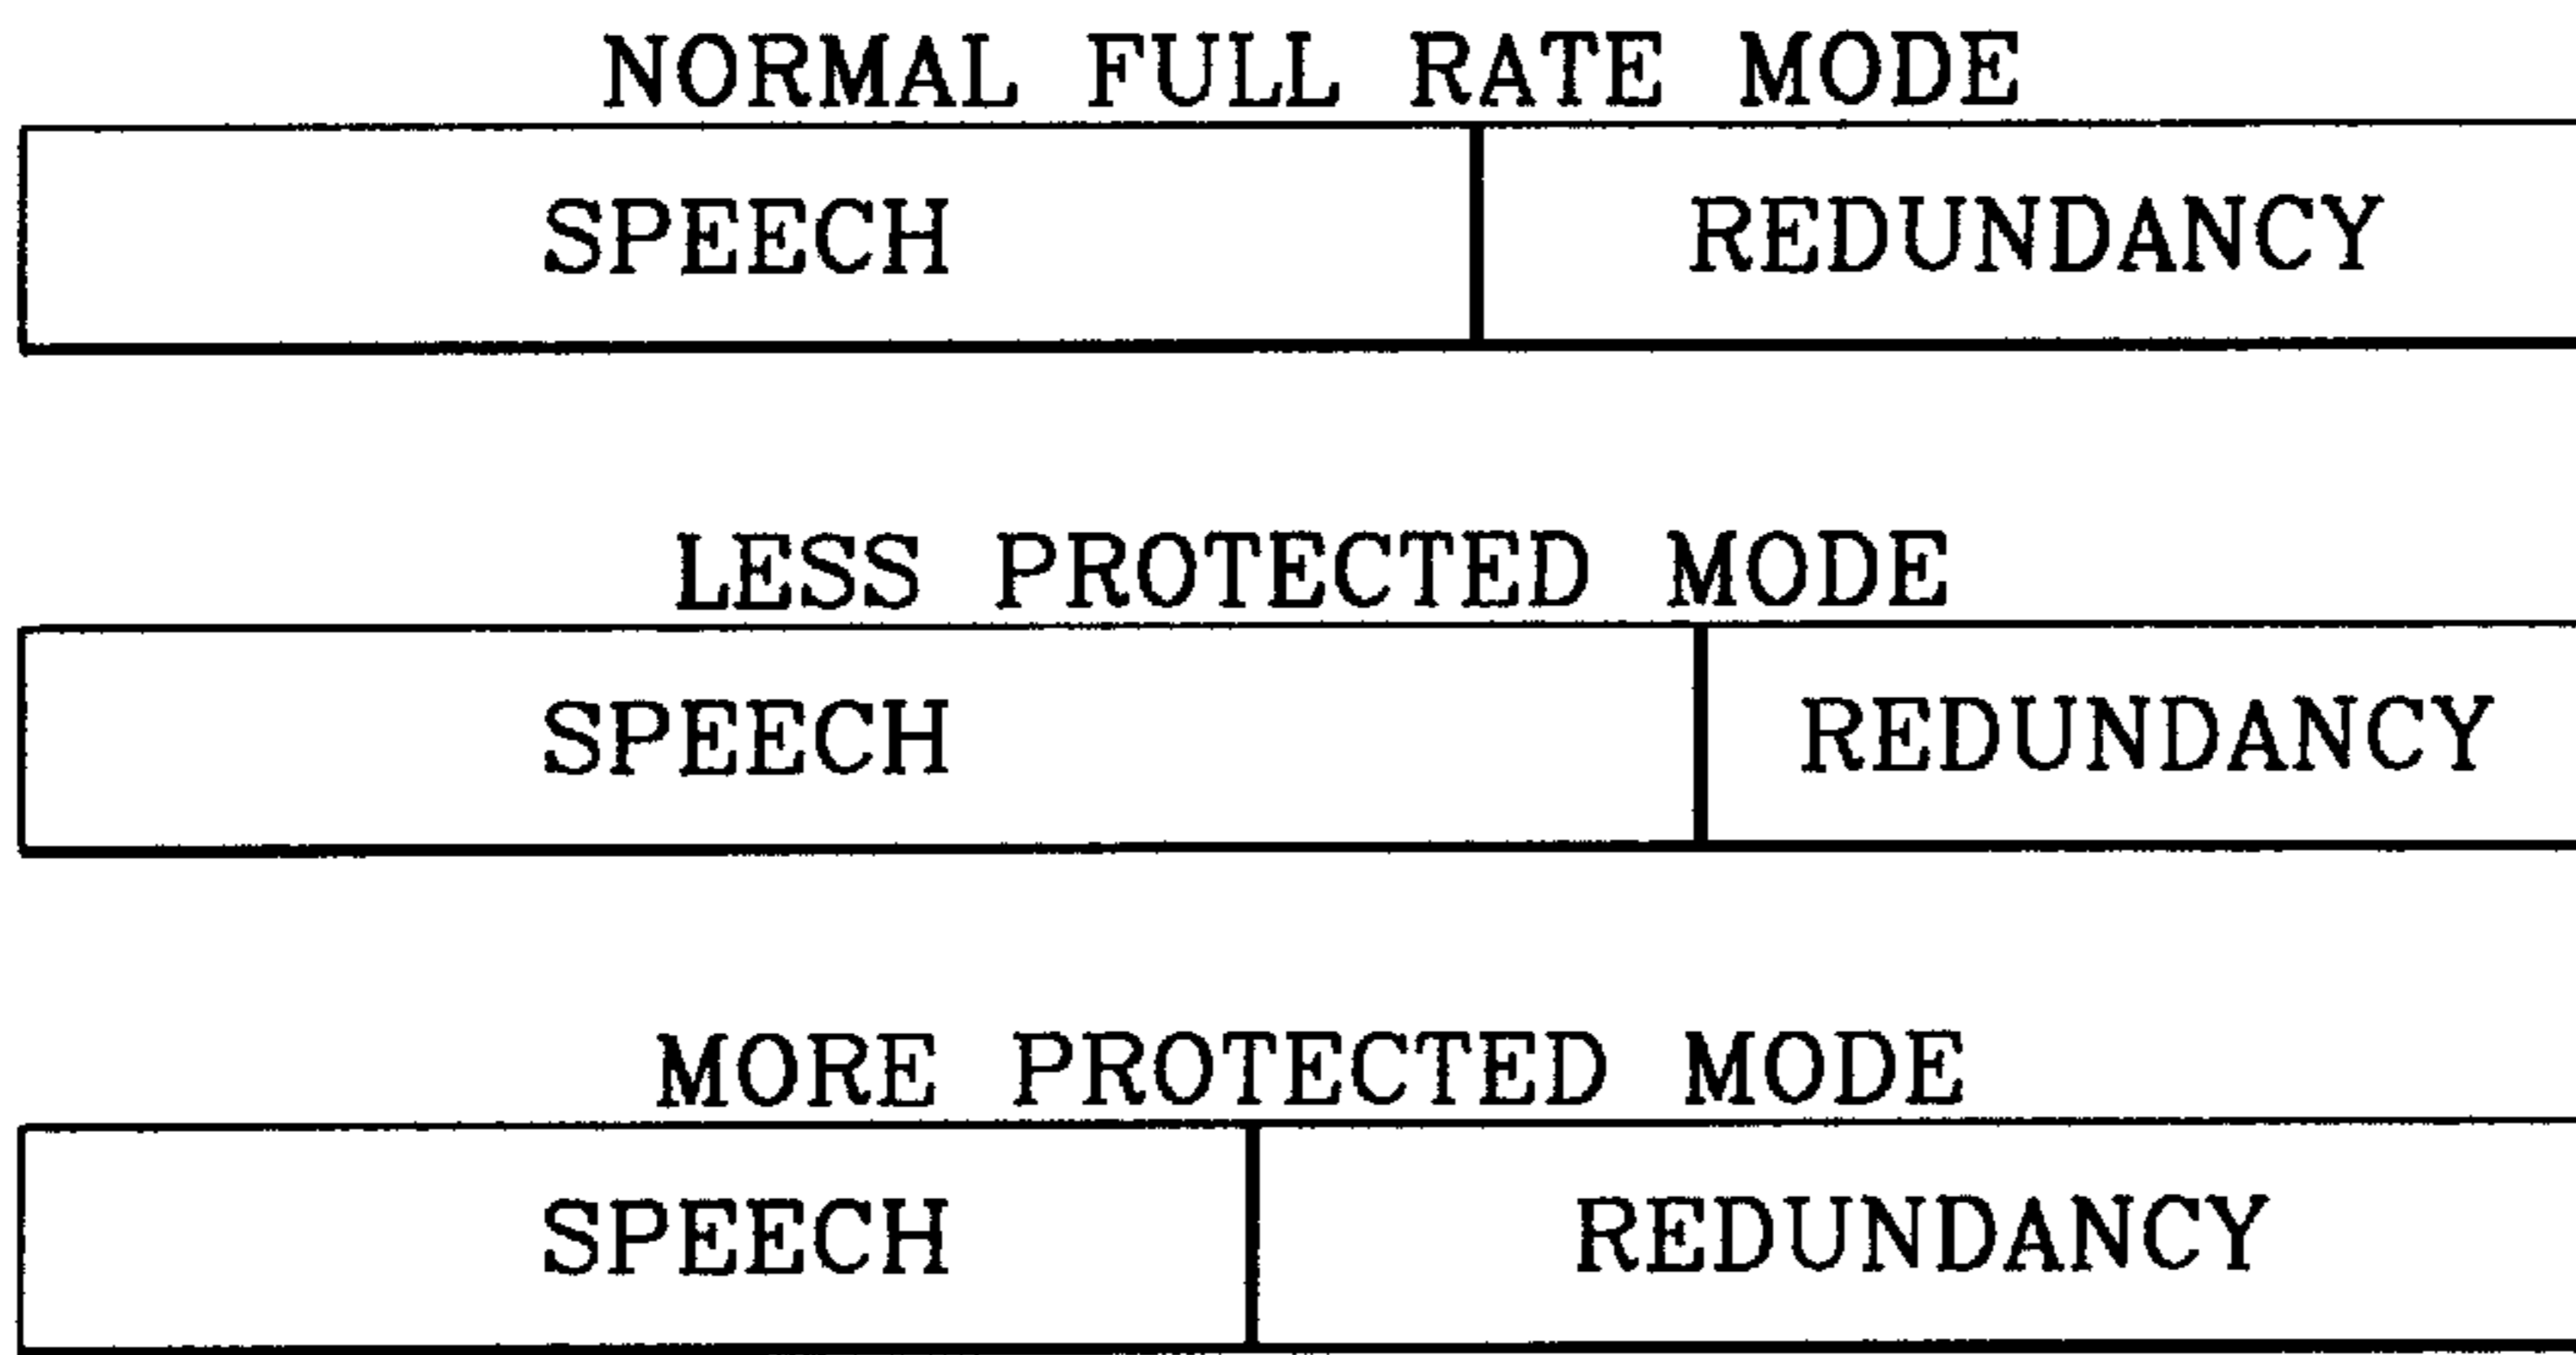 NORMAL FULL RATE MODE
SPEECH REDUNDANCY
LESS PROTECTED MODE
SPEECH REDUNDANCY
MORE PROTECTED MODE
SPEECH REDUNDANCY